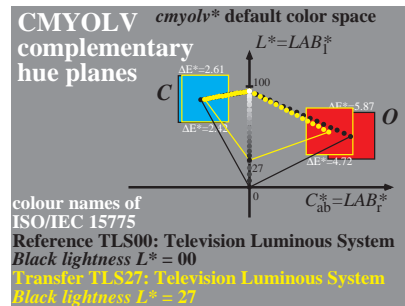 CMYOLV
complementary
hue planes
cmyolv* default color space
L*=LAB*l
ΔE*=2.61
100
C
ΔE*=5.87
O
ΔE*=2.42
ΔE*=4.72
27
0
C*ab=LAB*r
colour names of
ISO/IEC 15775
Reference TLS00: Television Luminous System
Black lightness L* = 00
Transfer TLS27: Television Luminous System
Black lightness L* = 27